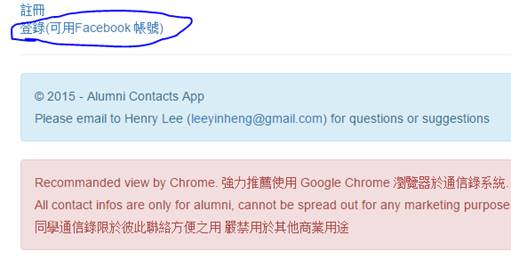 註冊
登錄(可用Facebook 帳號)
© 2015 - Alumni Contacts App
Please email to Henry Lee (leeyinheng@gmail.com) for questions or suggestions
Recommanded view by Chrome. 強力推薦使用 Google Chrome 瀏覽器於通信錄系統.
All contact infos are only for alumni, cannot be spread out for any marketing purpose
同學通信錄限於彼此聯絡方便之用 嚴禁用於其他商業用途